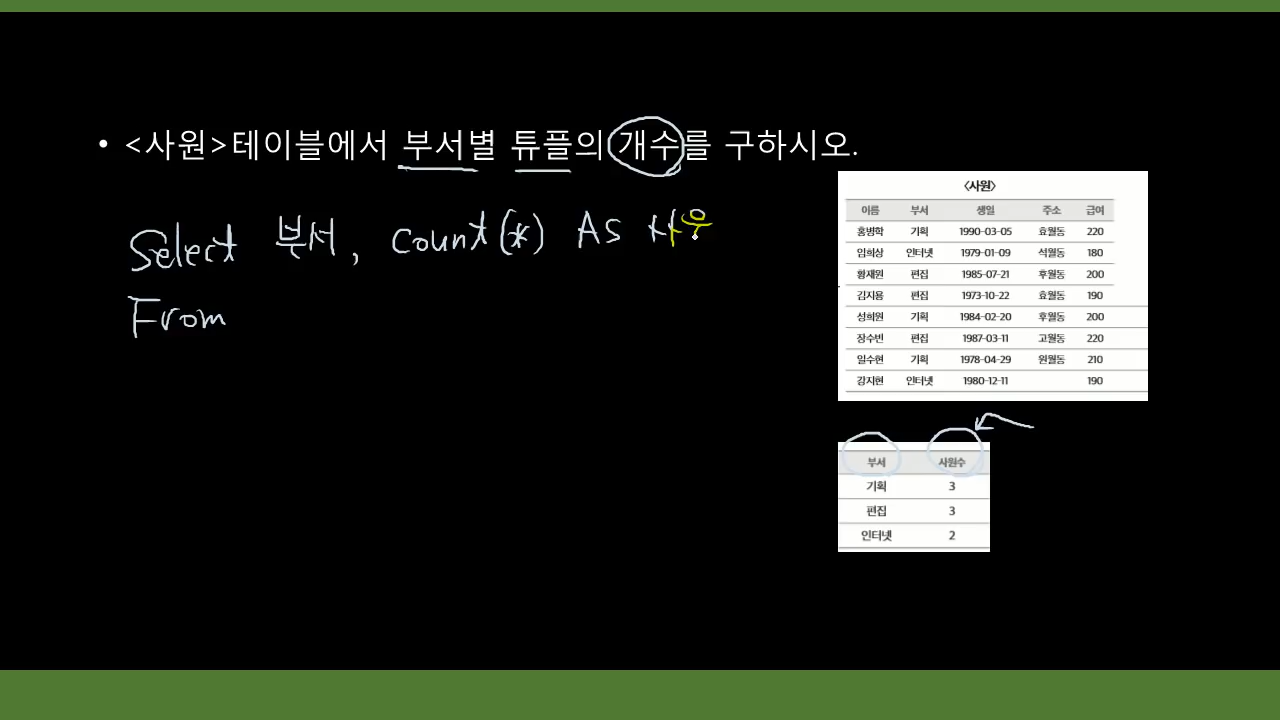 • <사원>테이블에서 부서별 튜플의 개수를 구하시오.
Select 부서, count(*) As 사우
From
<사원>
이름 부서 생일 주소 급여
홍병학 기획 1990-03-05 효월동 220
임희상 인터넷 1979-01-09 석월동 180
황재원 편집 1985-07-21 후월동 200
김지용 편집 1973-10-22 효월동 190
성희원 기획 1984-02-20 후월동 200
장수빈 편집 1987-03-11 고월동 220
일수현 기획 1978-04-29 원월동 210
강지현 인터넷 1980-12-11 190
부서 사원수
기획 3
편집 3
인터넷 2